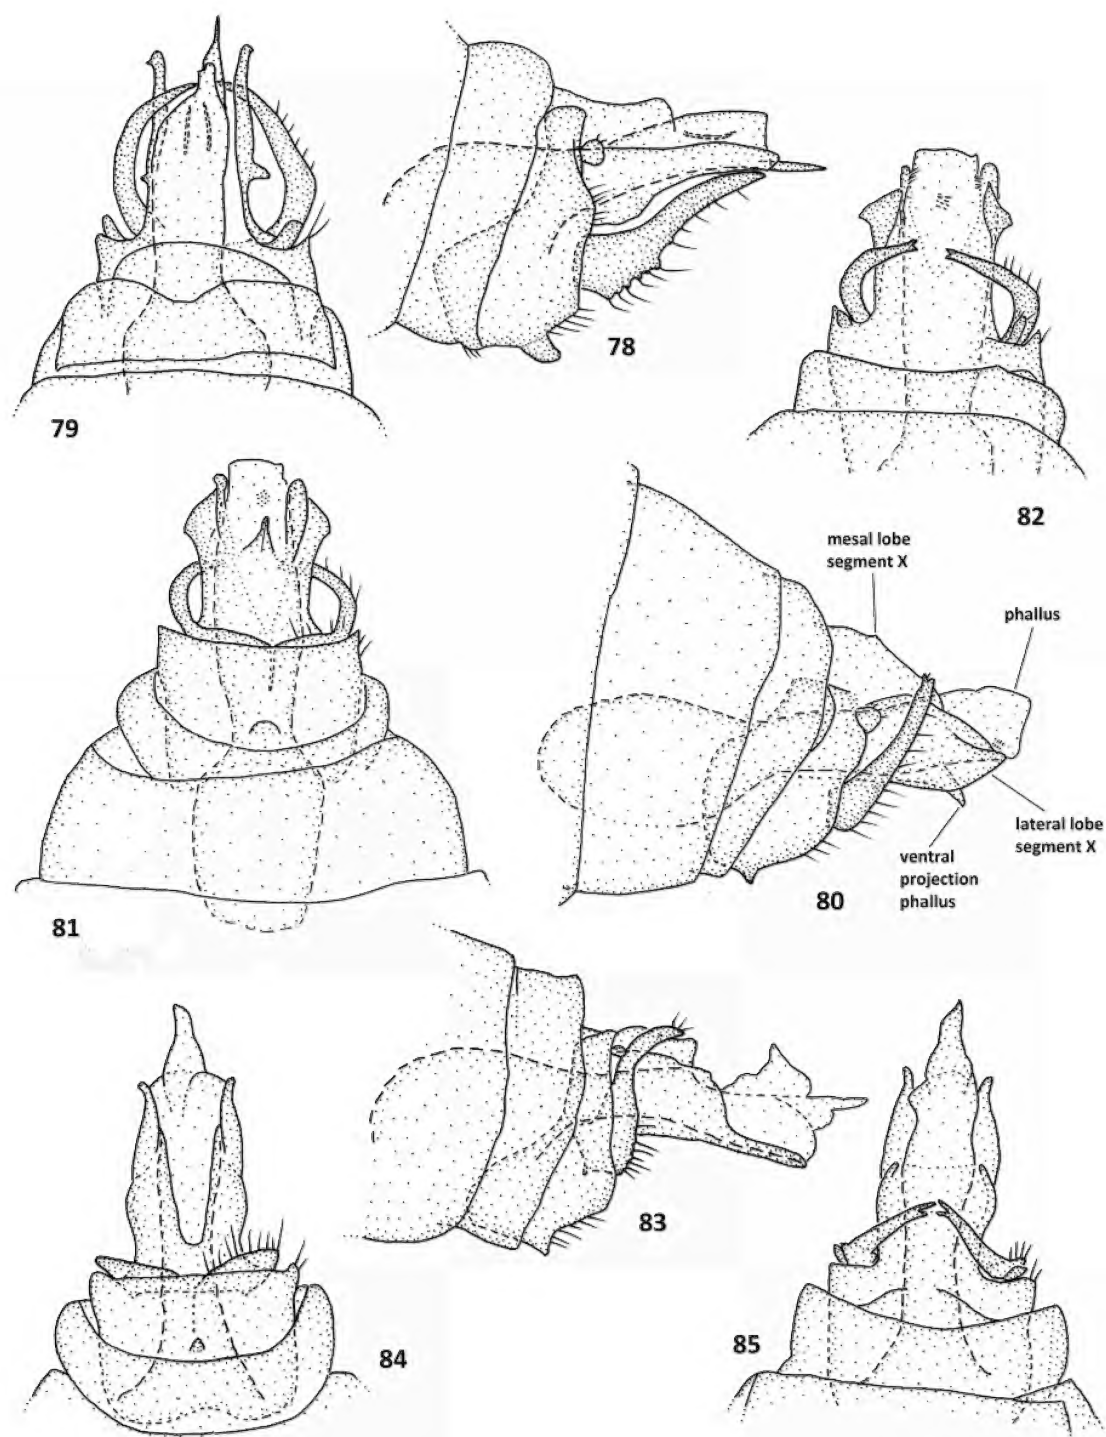 78
79
82
mesal lobe
segment X
phallus
lateral lobe
segment X
ventral
projection
phallus
80
81
83
84
85